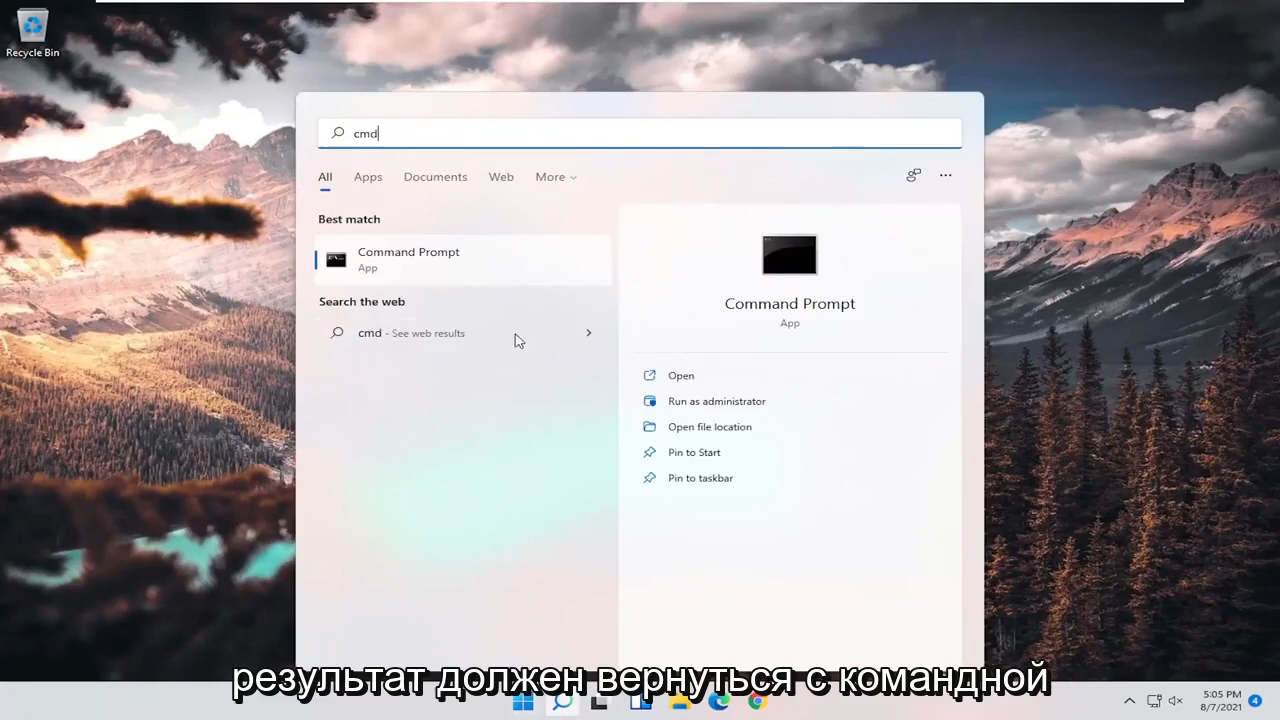 Recycle Bin
cmd
All Apps Documents Web More
Best match
Command Prompt
App
Search the web
cmd - See web results
Command Prompt
App
Open
Run as administrator
Open file location
Pin to Start
Pin to taskbar
результат должен вернуться с командной
5:05 PM
8/7/2021
4